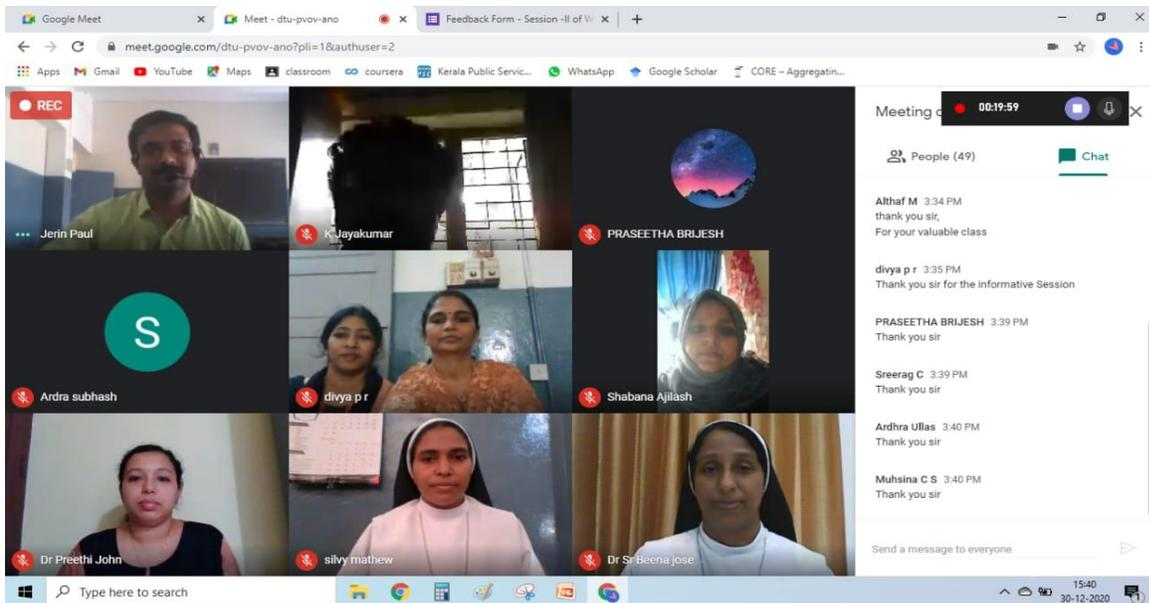 Google Meet
Meet - dtu-pvov-ano
Feedback Form - Session -II of W
meet.google.com/dtu-pvov-ano?pli=1&authuser=2
Apps Gmail YouTube Maps classroom coursera Kerala Public Servic... WhatsApp Google Scholar CORE – Aggregatin...
REC
Jerin Paul
K Jayakumar
PRASEETHA BRIJESH
S
Ardra subhash
divya p r
Shabana Ajilash
Dr Preethi John
silvy mathew
Dr Sr Beena jose
Meeting
00:19:59
People (49)
Chat
Althaf M 3:34 PM
thank you sir,
For your valuable class
divya p r 3:35 PM
Thank you sir for the informative Session
PRASEETHA BRIJESH 3:39 PM
Thank you sir
Sreerag C 3:39 PM
Thank you sir
Ardhra Ullas 3:40 PM
Thank you sir
Muhsina C S 3:40 PM
Thank you sir
Send a message to everyone
Type here to search
15:40
30-12-2020